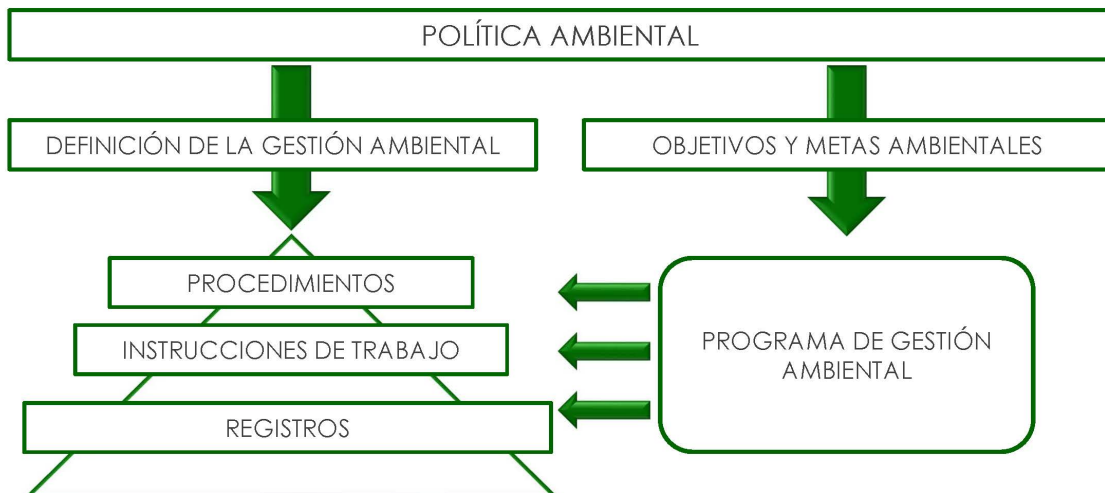 POLÍTICA AMBIENTAL
DEFINICIÓN DE LA GESTIÓN AMBIENTAL
OBJETIVOS Y METAS AMBIENTALES
PROCEDIMIENTOS
INSTRUCCIONES DE TRABAJO
REGISTROS
PROGRAMA DE GESTIÓN
AMBIENTAL